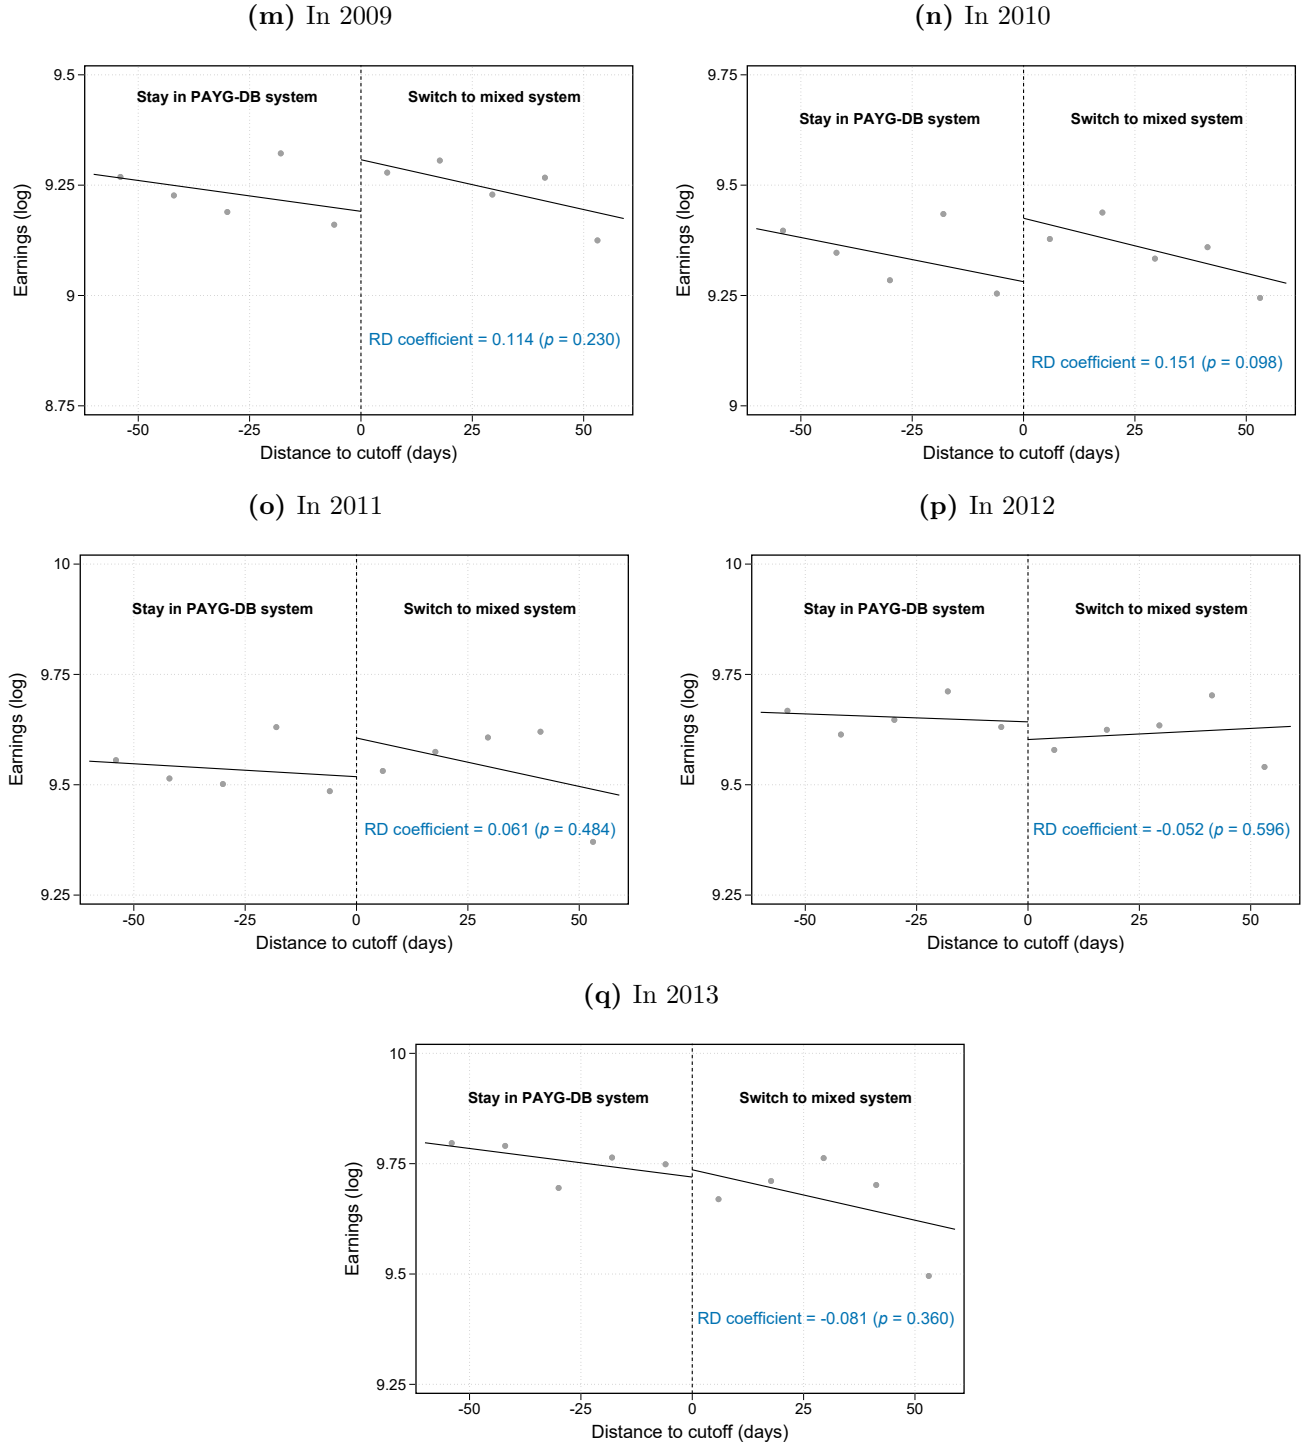 (m) In 2009
9.5
9.25
9
8.75
Earnings (log)
Stay in PAYG-DB system
Switch to mixed system
RD coefficient = 0.114 (p = 0.230)
-50 -25 0 25 50
Distance to cutoff (days)
(n) In 2010
9.75
9.5
9.25
9
Earnings (log)
Stay in PAYG-DB system
Switch to mixed system
RD coefficient = 0.151 (p = 0.098)
-50 -25 0 25 50
Distance to cutoff (days)
(o) In 2011
10
9.75
9.5
9.25
Earnings (log)
Stay in PAYG-DB system
Switch to mixed system
RD coefficient = 0.061 (p = 0.484)
-50 -25 0 25 50
Distance to cutoff (days)
(p) In 2012
10
9.75
9.5
9.25
Earnings (log)
Stay in PAYG-DB system
Switch to mixed system
RD coefficient = -0.052 (p = 0.596)
-50 -25 0 25 50
Distance to cutoff (days)
(q) In 2013
10
9.75
9.5
9.25
Earnings (log)
Stay in PAYG-DB system
Switch to mixed system
RD coefficient = -0.081 (p = 0.360)
-50 -25 0 25 50
Distance to cutoff (days)